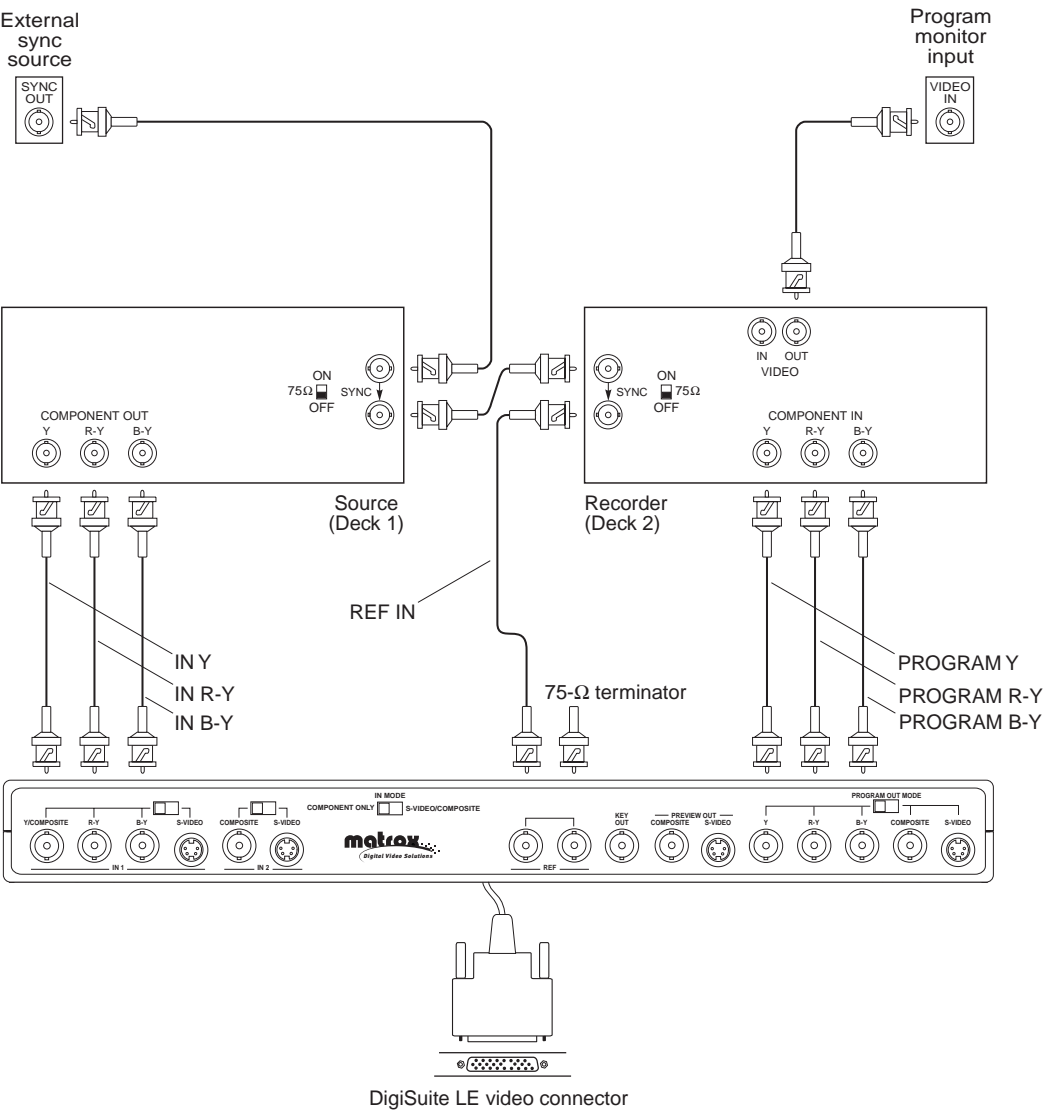 External
sync
source
SYNC
OUT
Program
monitor
input
VIDEO
IN
ON
75Ω
OFF
SYNC
COMPONENT OUT
Y R-Y B-Y
Source
(Deck 1)
IN OUT
VIDEO
ON
SYNC
75Ω
OFF
COMPONENT IN
Y R-Y B-Y
Recorder
(Deck 2)
REF IN
IN Y
IN R-Y
IN B-Y
75-Ω terminator
PROGRAM Y
PROGRAM R-Y
PROGRAM B-Y
IN MODE
COMPONENT ONLY S-VIDEO/COMPOSITE
PROGRAM OUT MODE
Y/COMPOSITE R-Y B-Y S-VIDEO
IN 1
COMPOSITE S-VIDEO
IN 2
matrox
Digital Video Solutions
REF
KEY
OUT
PREVIEW OUT
COMPOSITE S-VIDEO
Y R-Y B-Y COMPOSITE S-VIDEO
DigiSuite LE video connector